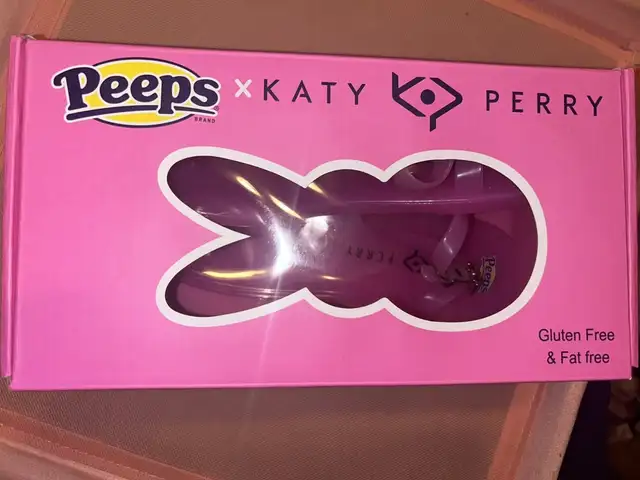 Peeps × KATY PERRY
BRAND
PERRY
Peeps
Gluten Free
& Fat free